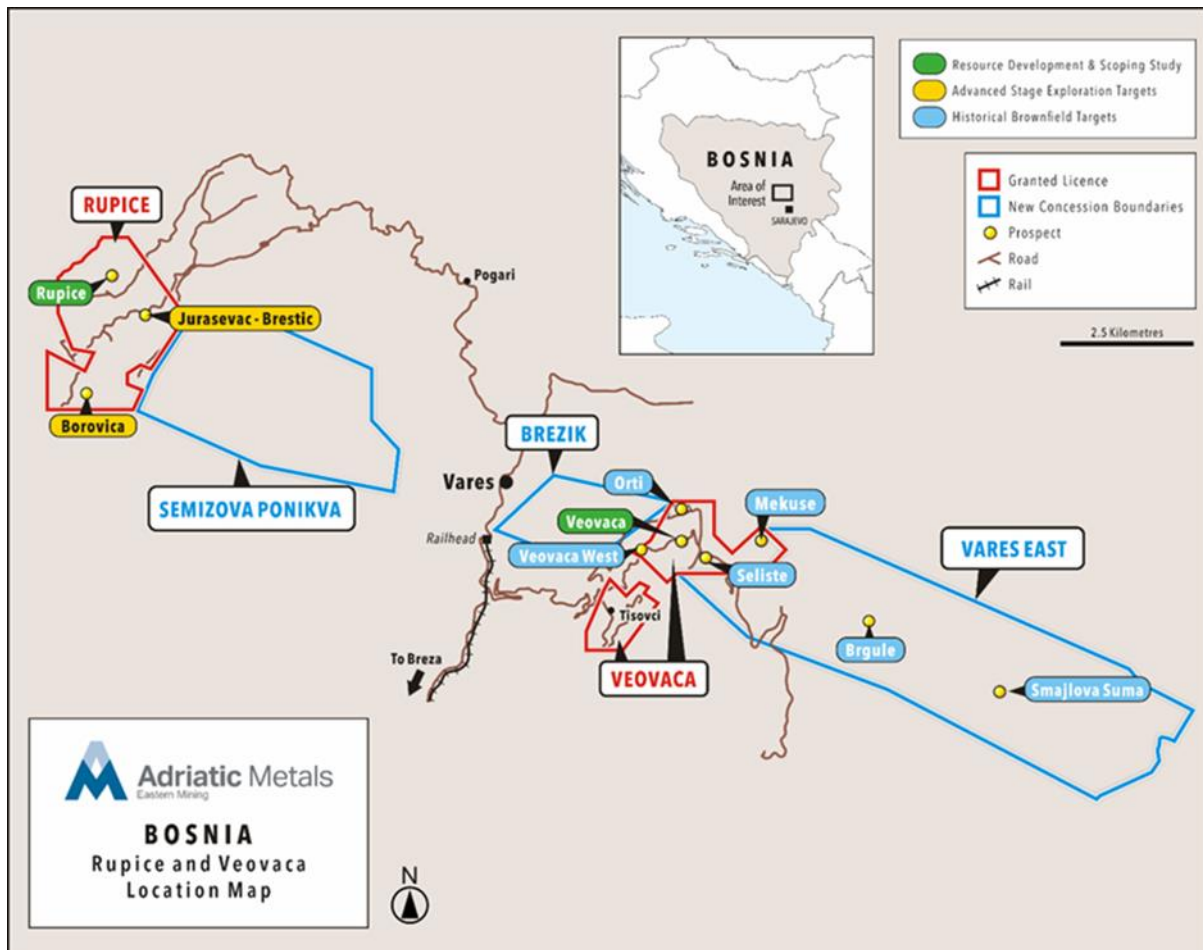 Resource Development & Scoping Study
Advanced Stage Exploration Targets
Historical Brownfield Targets
BOSNIA
Area of
Interest
SARAJEVO
Granted Licence
New Concession Boundaries
Prospect
Road
Rail
2.5 Kilometres
RUPICE
Pogari
Rupice
Jurasevac - Brestic
Borovica
SEMIZOVA PONIKVA
BREZIK
Vares
Orti
Mekuse
Veovaca
Railhead
Veovaca West
Seliste
VARES EAST
Tisovci
Brgule
To Breza
VEOVACA
Smajlova Suma
Adriatic Metals
Eastern Mining
BOSNIA
Rupice and Veovaca
Location Map
N